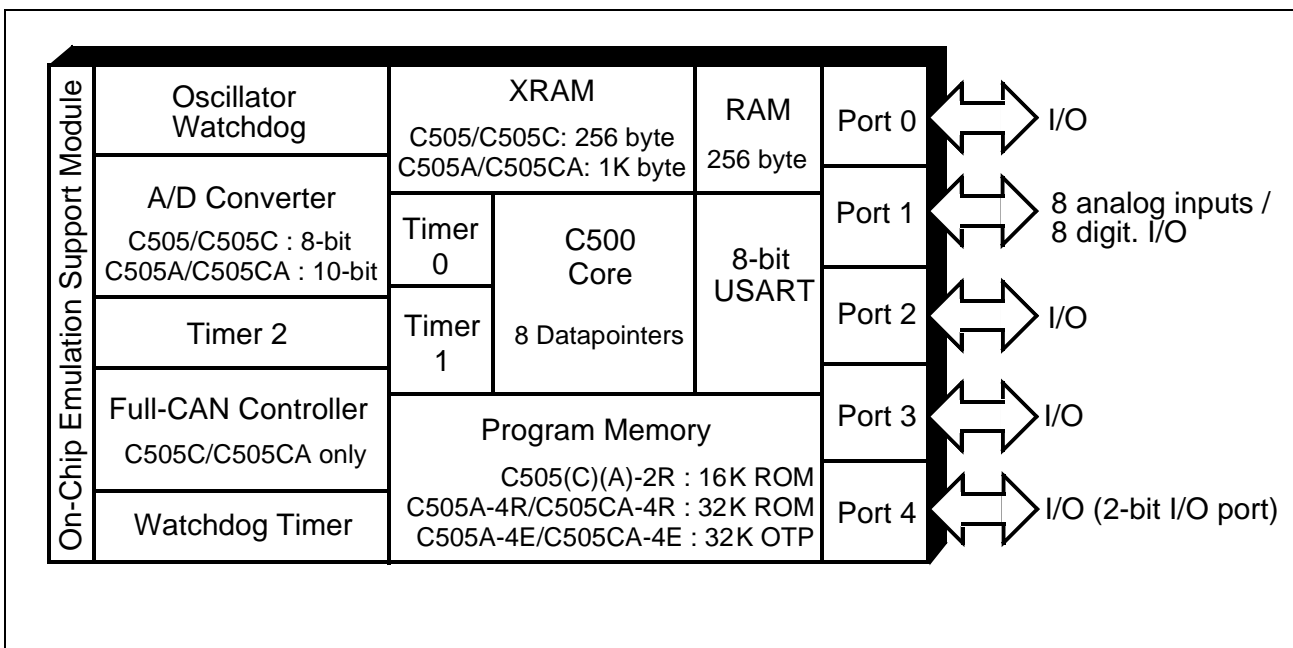 On-Chip Emulation Support Module
Oscillator
Watchdog
A/D Converter
C505/C505C : 8-bit
C505A/C505CA : 10-bit
Timer 2
Full-CAN Controller
C505C/C505CA only
Watchdog Timer
XRAM
C505/C505C: 256 byte
C505A/C505CA: 1K byte
RAM
256 byte
Timer
0
Timer
1
C500
Core
8 Datapointers
8-bit
USART
Program Memory
C505(C)(A)-2R : 16K ROM
C505A-4R/C505CA-4R : 32K ROM
C505A-4E/C505CA-4E : 32K OTP
Port 0
I/O
Port 1
8 analog inputs /
8 digit. I/O
Port 2
I/O
Port 3
I/O
Port 4
I/O (2-bit I/O port)